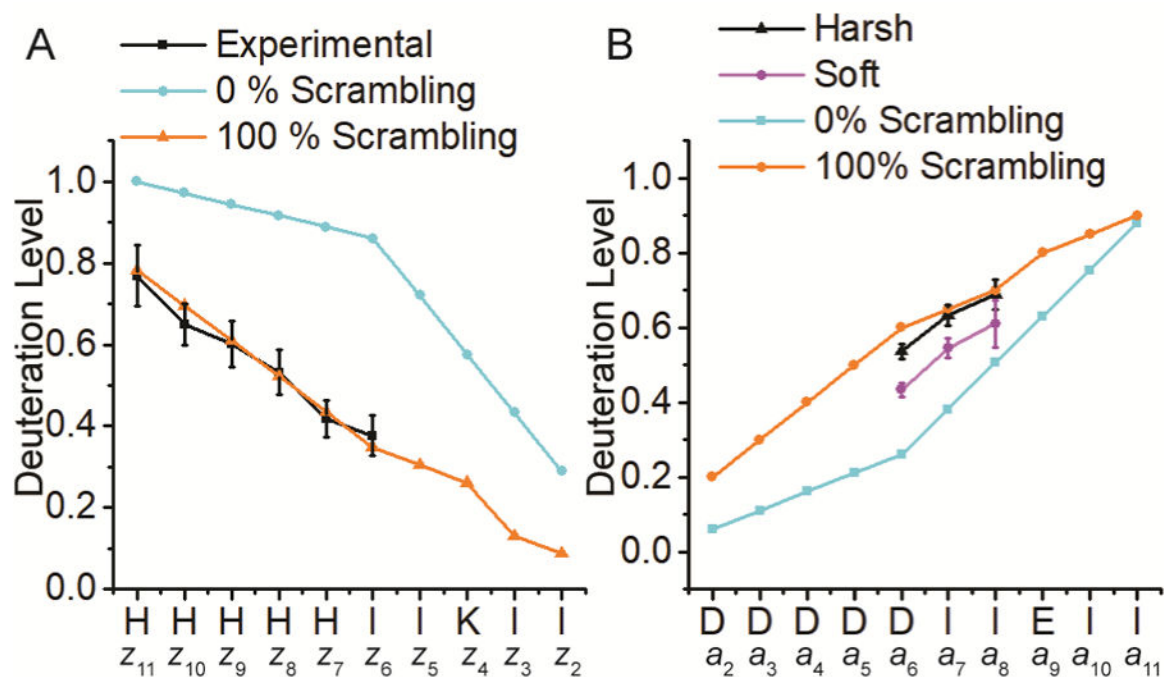 A
Experimental
0 % Scrambling
100 % Scrambling
Deuteration Level
1.0
0.8
0.6
0.4
0.2
0.0
H H H H H I I K I I
z11 z10 z9 z8 z7 z6 z5 z4 z3 z2
B
Harsh
Soft
0% Scrambling
100% Scrambling
Deuteration Level
1.0
0.8
0.6
0.4
0.2
0.0
D D D D D I I E I I
a2 a3 a4 a5 a6 a7 a8 a9 a10 a11